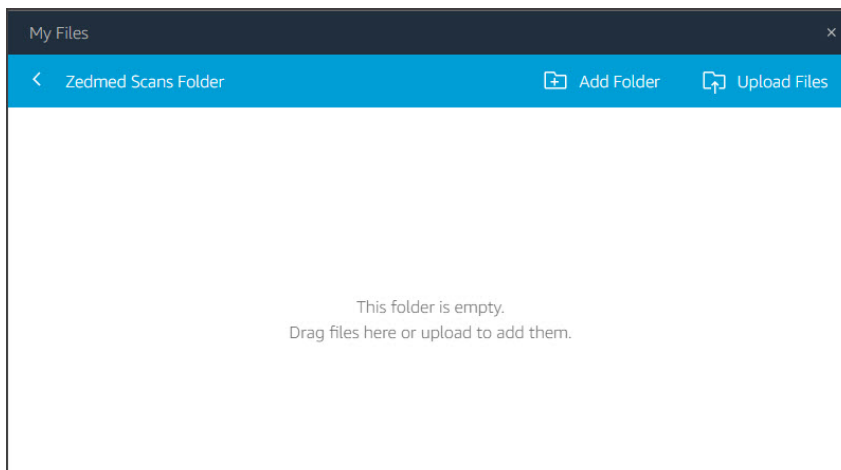 My Files
Zedmed Scans Folder Add Folder Upload Files
This folder is empty.
Drag files here or upload to add them.